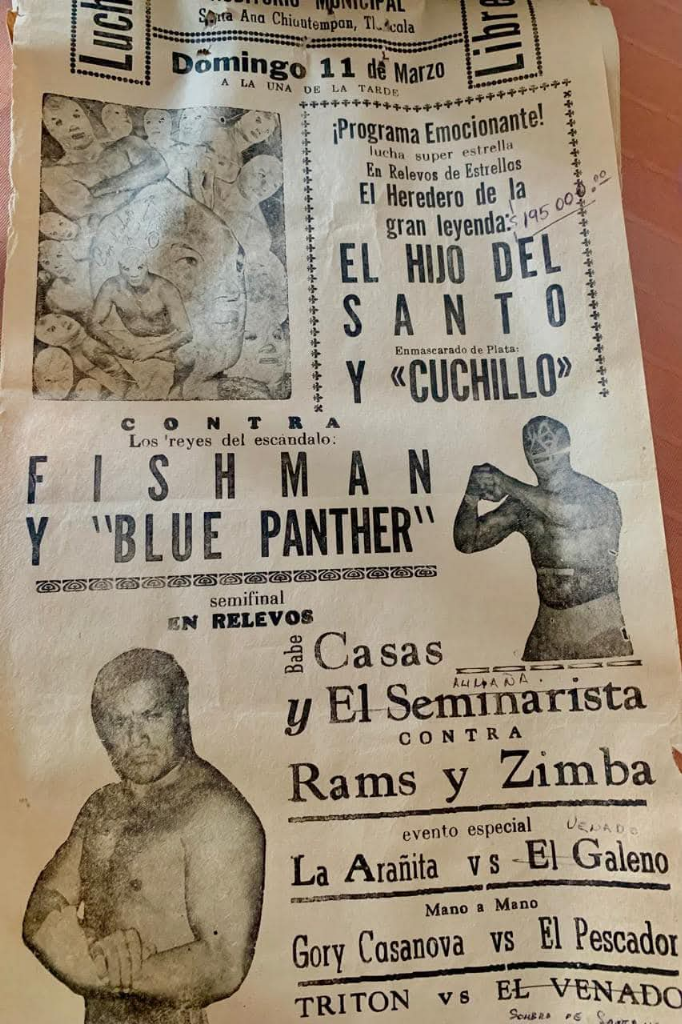 Lucha
MUNICIPAL
Santa Ana Chiautempan, Tlaxcala
Libre
Domingo 11 de Marzo
A LA UNA DE LA TARDE
¡Programa Emocionante!
lucha super estrella
En Relevos de Estrellas
El Heredero de la
gran leyenda:
$195 000.00
EL HIJO DEL
SANTO
Enmascarado de Plata:
Y «CUCHILLO»
CONTRA
Los 'reyes del escándalo:
FISHMAN
Y "BLUE PANTHER"
semifinal
EN RELEVOS
Babe Casas
y El Seminarista
CONTRA
Rams y Zimba
evento especial
VENADO
La Arañita vs El Galeno
Mano a Mano
Gory Casanova vs El Pescador
TRITON vs EL VENADO
SOMBRA DE